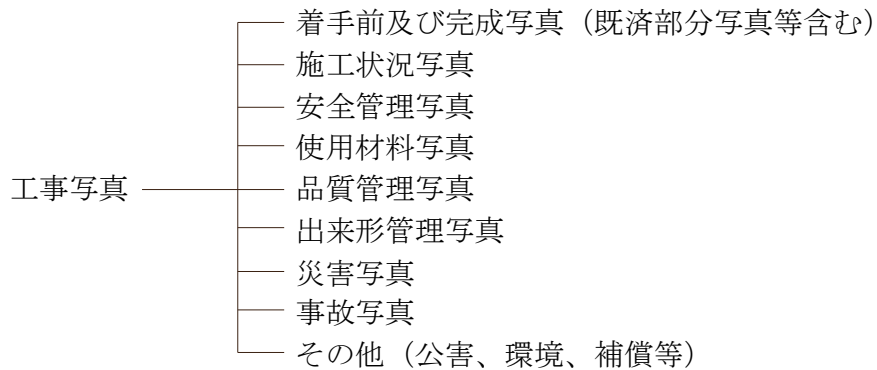 着手前及び完成写真（既済部分写真等含む）
施工状況写真
安全管理写真
使用材料写真
工事写真
品質管理写真
出来形管理写真
災害写真
事故写真
その他（公害、環境、補償等）